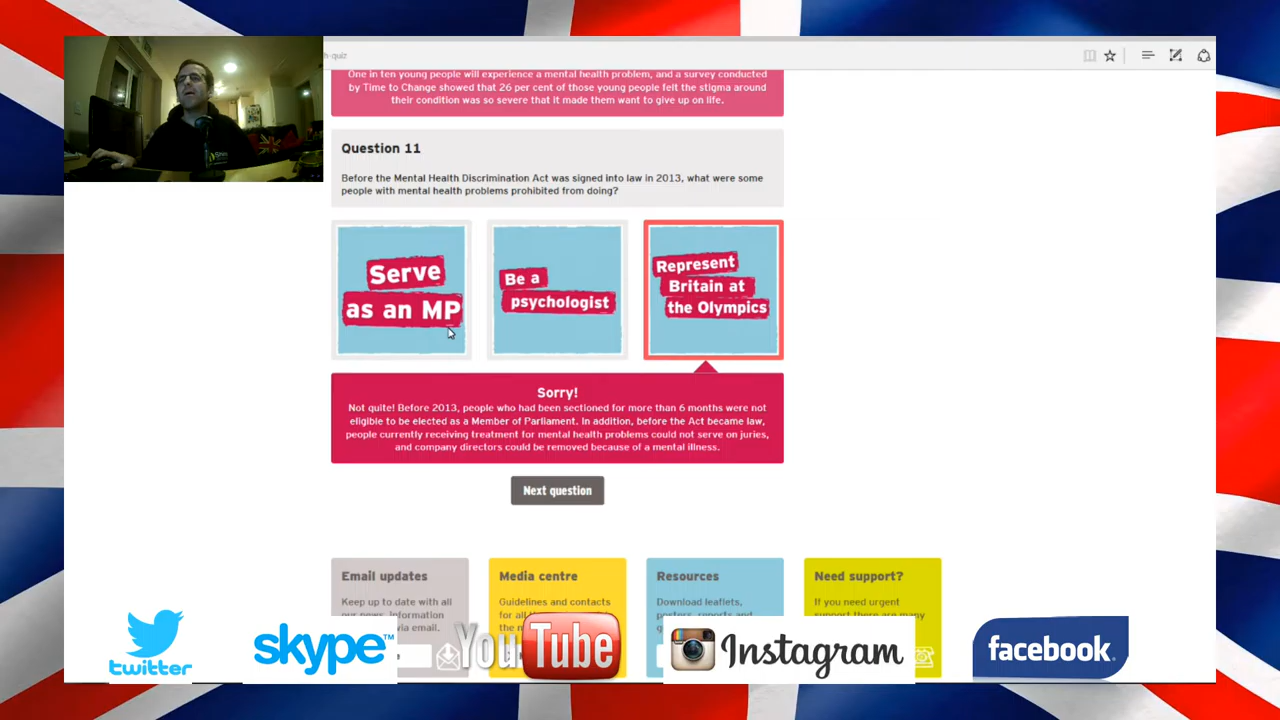 h-quiz
One in ten young people will experience a mental health problem, and a survey conducted
by Time to Change showed that 26 per cent of those young people felt the stigma around
their condition was so severe that it made them want to give up on life.
Question 11
Before the Mental Health Discrimination Act was signed into law in 2013, what were some
people with mental health problems prohibited from doing?
Serve
as an MP
Be a
psychologist
Represent
Britain at
the Olympics
Sorry!
Not quite! Before 2013, people who had been sectioned for more than 6 months were not
eligible to be elected as a Member of Parliament. In addition, before the Act became law,
people currently receiving treatment for mental health problems could not serve on juries,
and company directors could be removed because of a mental illness.
Next question
Email updates
Keep up to date with all
via email.
Media centre
Guidelines and contacts
for all
Resources
Download leaflets,
Need support?
If you need urgent
twitter
skype™
YouTube
Instagram
facebook